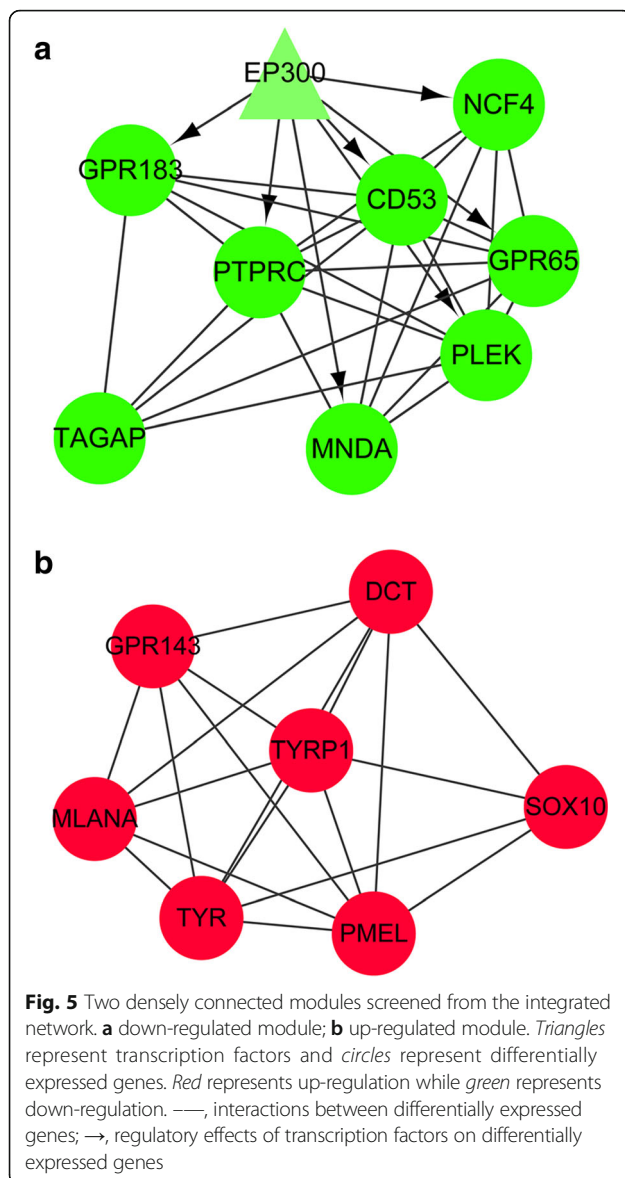 a
EP300
NCF4
GPR183
CD53
PTPRC
GPR65
PLEK
TAGAP
MNDA
b
DCT
GPR143
TYRP1
MLANA
SOX10
TYR
PMEL
Fig. 5 Two densely connected modules screened from the integrated
network. a down-regulated module; b up-regulated module. Triangles
represent transcription factors and circles represent differentially
expressed genes. Red represents up-regulation while green represents
down-regulation. –—, interactions between differentially expressed
genes; →, regulatory effects of transcription factors on differentially
expressed genes